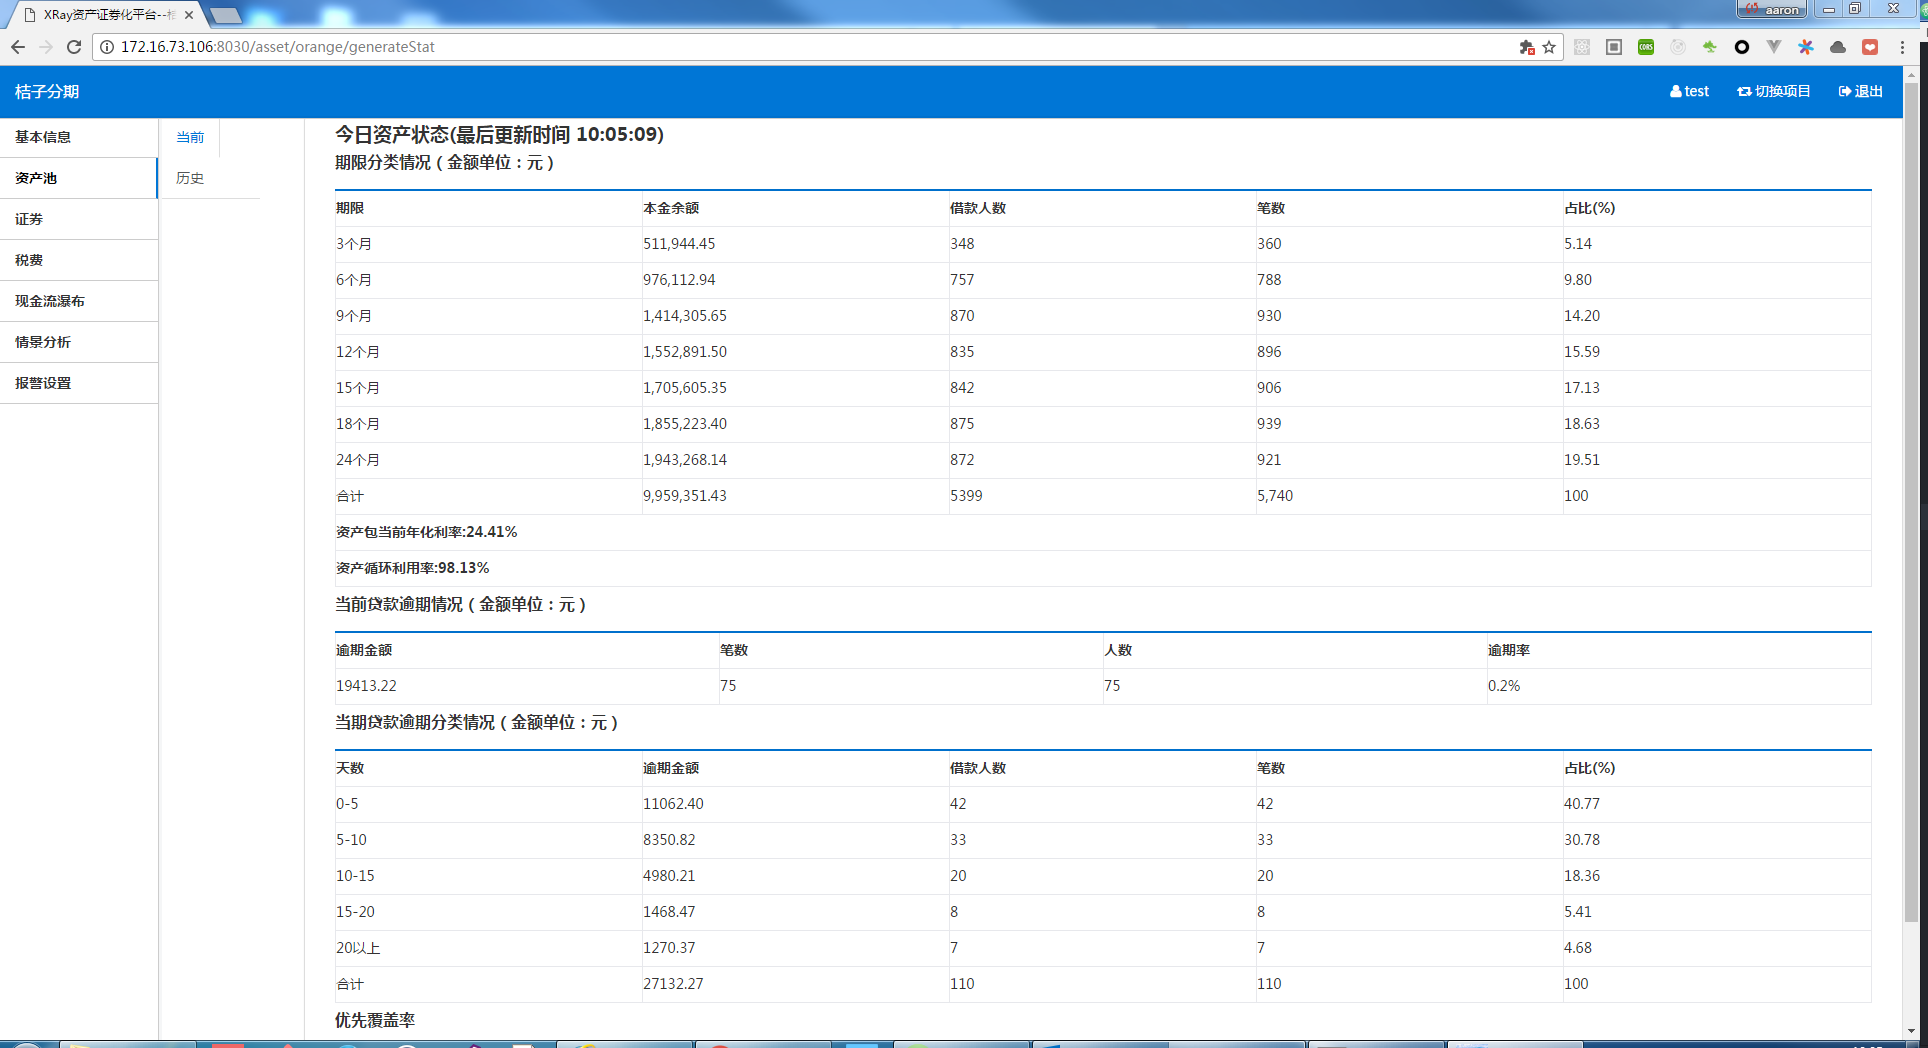 XRay资产证券化平台--桔
aaron
172.16.73.106:8030/asset/orange/generateStat
CORS
桔子分期
test 切换项目 退出
基本信息
资产池
证券
税费
现金流瀑布
情景分析
报警设置
当前
历史
今日资产状态(最后更新时间 10:05:09)
期限分类情况（金额单位：元）
期限 本金余额 借款人数 笔数 占比(%)
3个月 511,944.45 348 360 5.14
6个月 976,112.94 757 788 9.80
9个月 1,414,305.65 870 930 14.20
12个月 1,552,891.50 835 896 15.59
15个月 1,705,605.35 842 906 17.13
18个月 1,855,223.40 875 939 18.63
24个月 1,943,268.14 872 921 19.51
合计 9,959,351.43 5399 5,740 100
资产包当前年化利率:24.41%
资产循环利用率:98.13%
当前贷款逾期情况（金额单位：元）
逾期金额 笔数 人数 逾期率
19413.22 75 75 0.2%
当期贷款逾期分类情况（金额单位：元）
天数 逾期金额 借款人数 笔数 占比(%)
0-5 11062.40 42 42 40.77
5-10 8350.82 33 33 30.78
10-15 4980.21 20 20 18.36
15-20 1468.47 8 8 5.41
20以上 1270.37 7 7 4.68
合计 27132.27 110 110 100
优先覆盖率